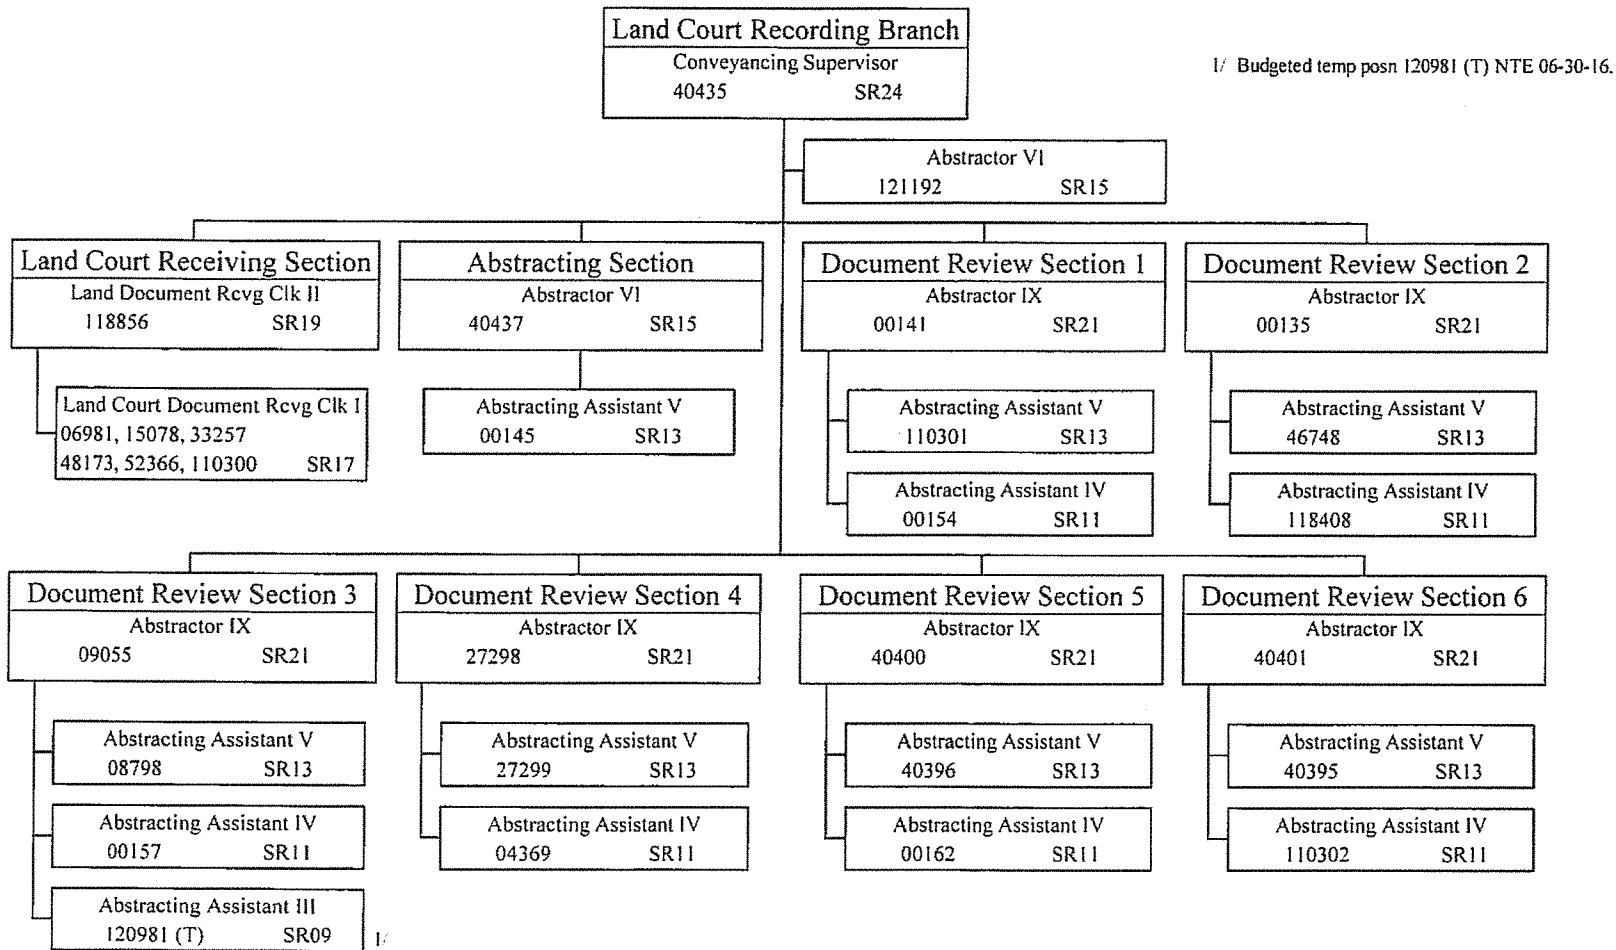 Land Court Recording Branch
Conveyancing Supervisor
40435 SR24
1/ Budgeted temp posn 120981 (T) NTE 06-30-16.
Abstractor VI
121192 SR15
Land Court Receiving Section
Land Document Rcvg Clk II
118856 SR19
Abstracting Section
Abstractor VI
40437 SR15
Document Review Section 1
Abstractor IX
00141 SR21
Document Review Section 2
Abstractor IX
00135 SR21
Land Court Document Rcvg Clk I
06981, 15078, 33257
48173, 52366, 110300 SR17
Abstracting Assistant V
00145 SR13
Abstracting Assistant V
110301 SR13
Abstracting Assistant IV
00154 SR11
Abstracting Assistant V
46748 SR13
Abstracting Assistant IV
118408 SR11
Document Review Section 3
Abstractor IX
09055 SR21
Document Review Section 4
Abstractor IX
27298 SR21
Document Review Section 5
Abstractor IX
40400 SR21
Document Review Section 6
Abstractor IX
40401 SR21
Abstracting Assistant V
08798 SR13
Abstracting Assistant IV
00157 SR11
Abstracting Assistant III
120981 (T) SR09 1/
Abstracting Assistant V
27299 SR13
Abstracting Assistant IV
04369 SR11
Abstracting Assistant V
40396 SR13
Abstracting Assistant IV
00162 SR11
Abstracting Assistant V
40395 SR13
Abstracting Assistant IV
110302 SR11